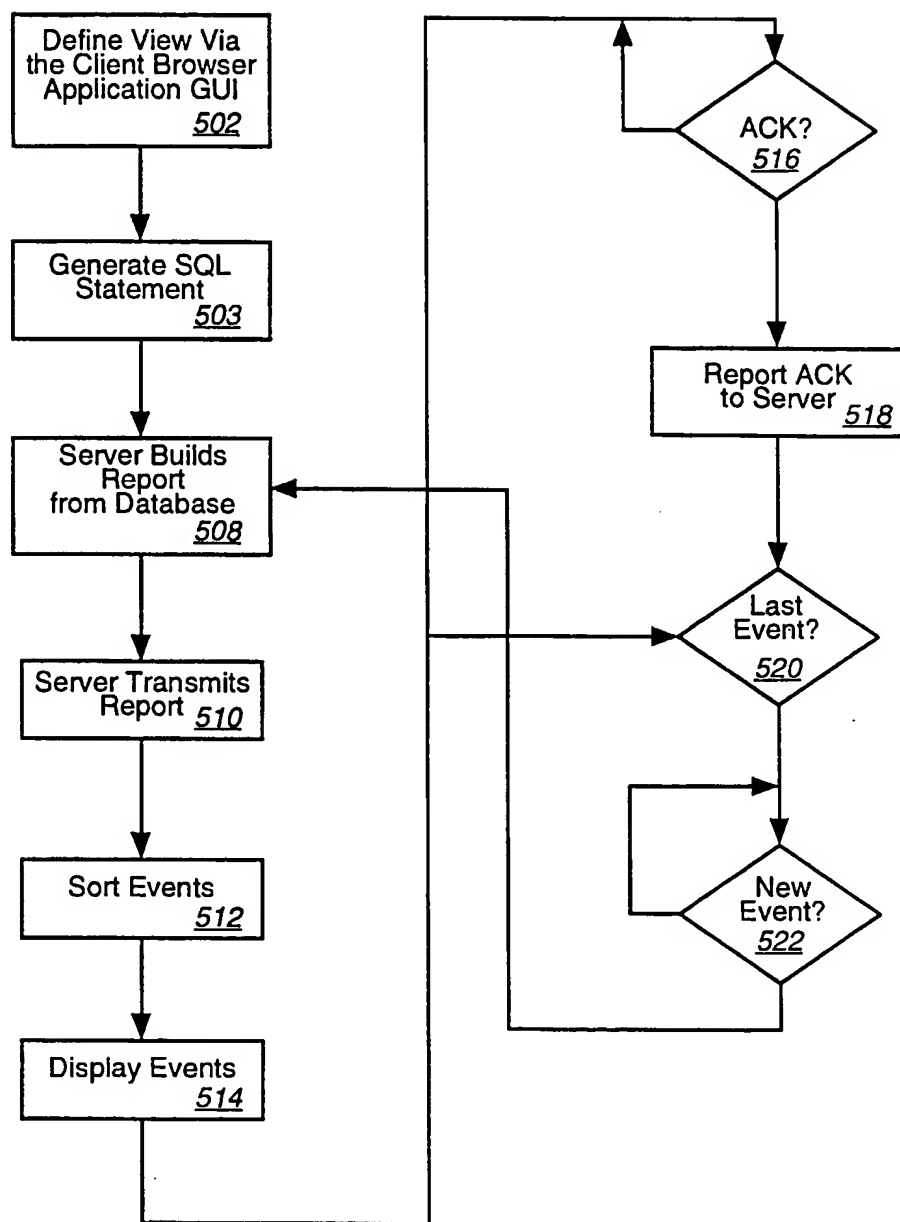 Define View Via
the Client Browser
Application GUI
502
Generate SQL
Statement
503
Server Builds
Report
from Database
508
Server Transmits
Report
510
Sort Events
512
Display Events
514
ACK?
516
Report ACK
to Server
518
Last
Event?
520
New
Event?
522